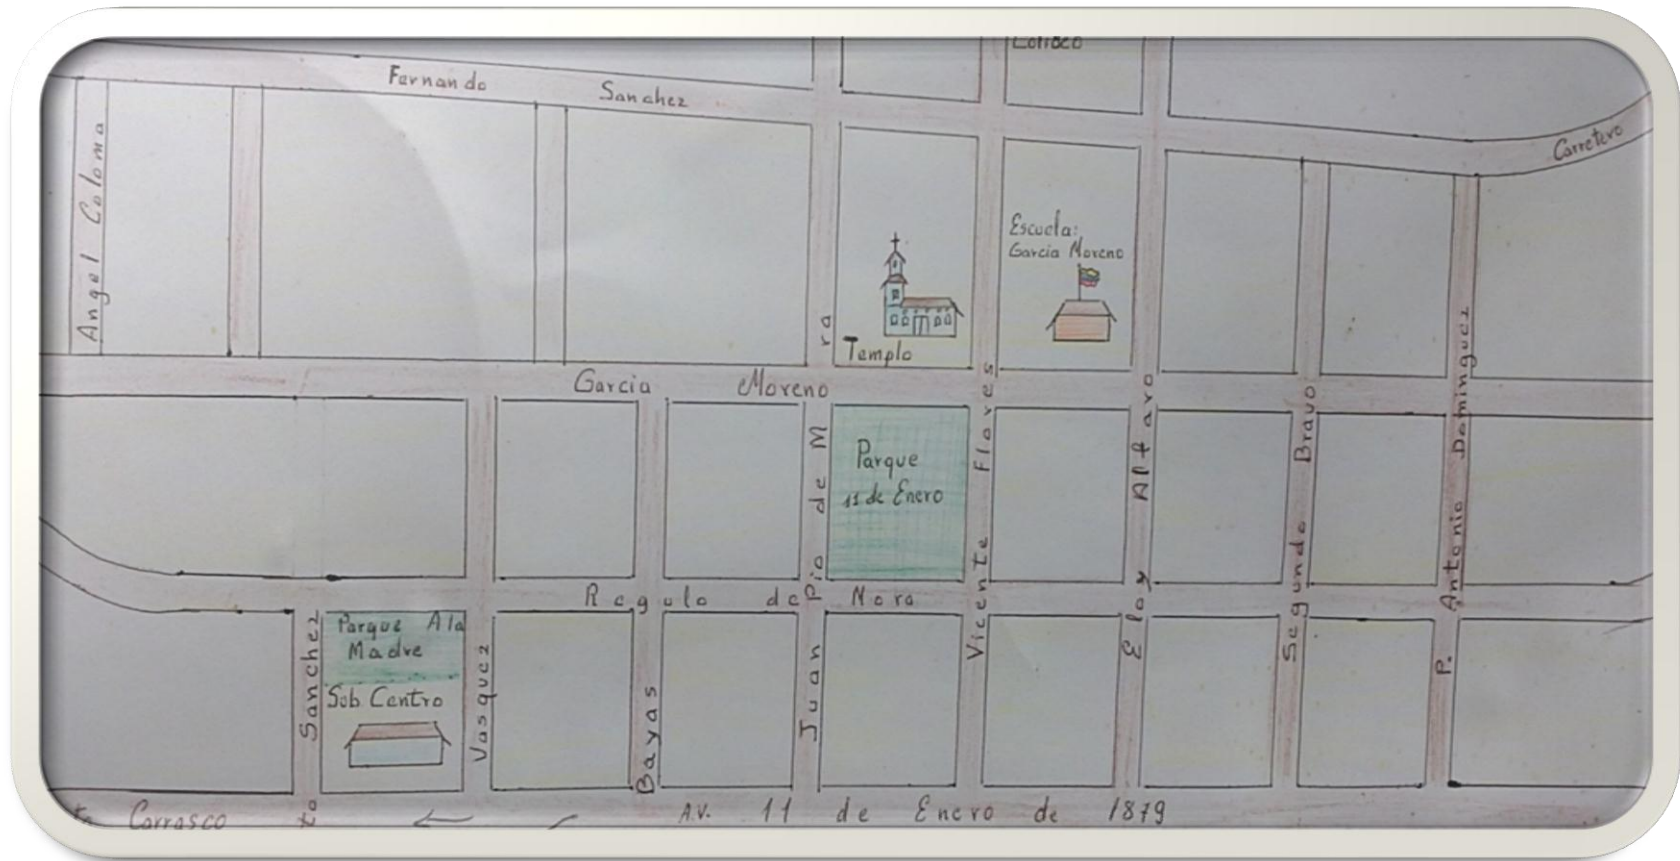 Coliseo
Fernando Sanchez
Carretero
Angel Coloma
Escuela:
Garcia Moreno
Templo
Garcia Moreno
Parque
11 de Enero
Juan Pio de Mora
Vicente Flores
Eloy Alfaro
Segundo Bravo
P. Antonio Dominguez
Regulo de Mora
Parque A la
Madre
Sub Centro
Sanchez
Vasquez
Bayas
Carrasco
Av. 11 de Enero de 1879